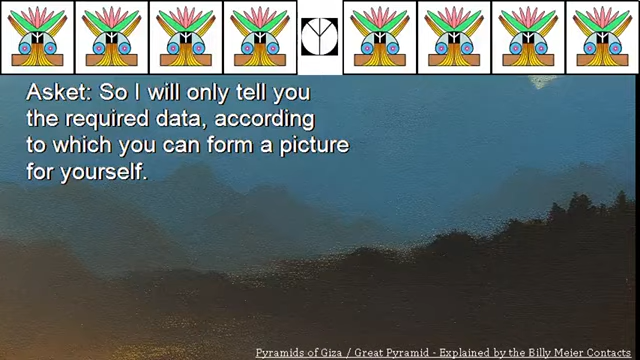 Asket: So I will only tell you
the required data, according
to which you can form a picture
for yourself.
Pyramids of Giza / Great Pyramid - Explained by the Billy Meier Contacts